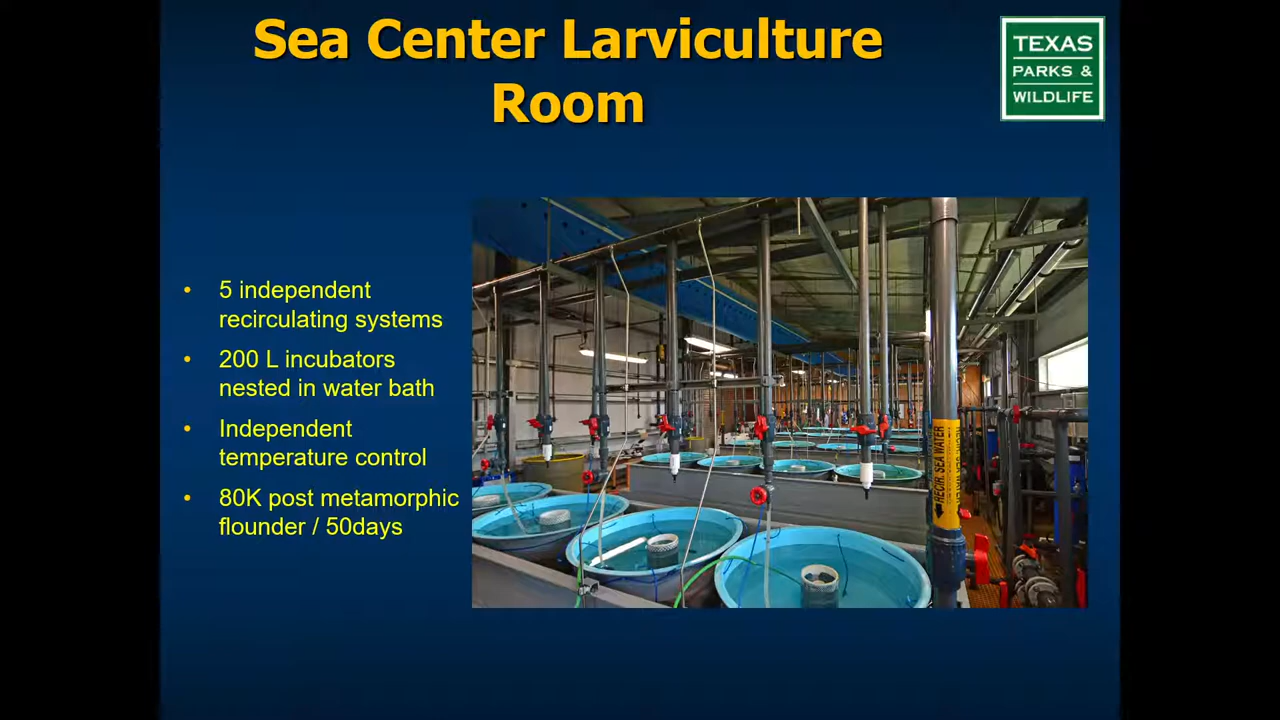 Sea Center Larviculture
Room
TEXAS
PARKS &
WILDLIFE
• 5 independent
recirculating systems
• 200 L incubators
nested in water bath
• Independent
temperature control
• 80K post metamorphic
flounder / 50days
RECIR. SEA WATER